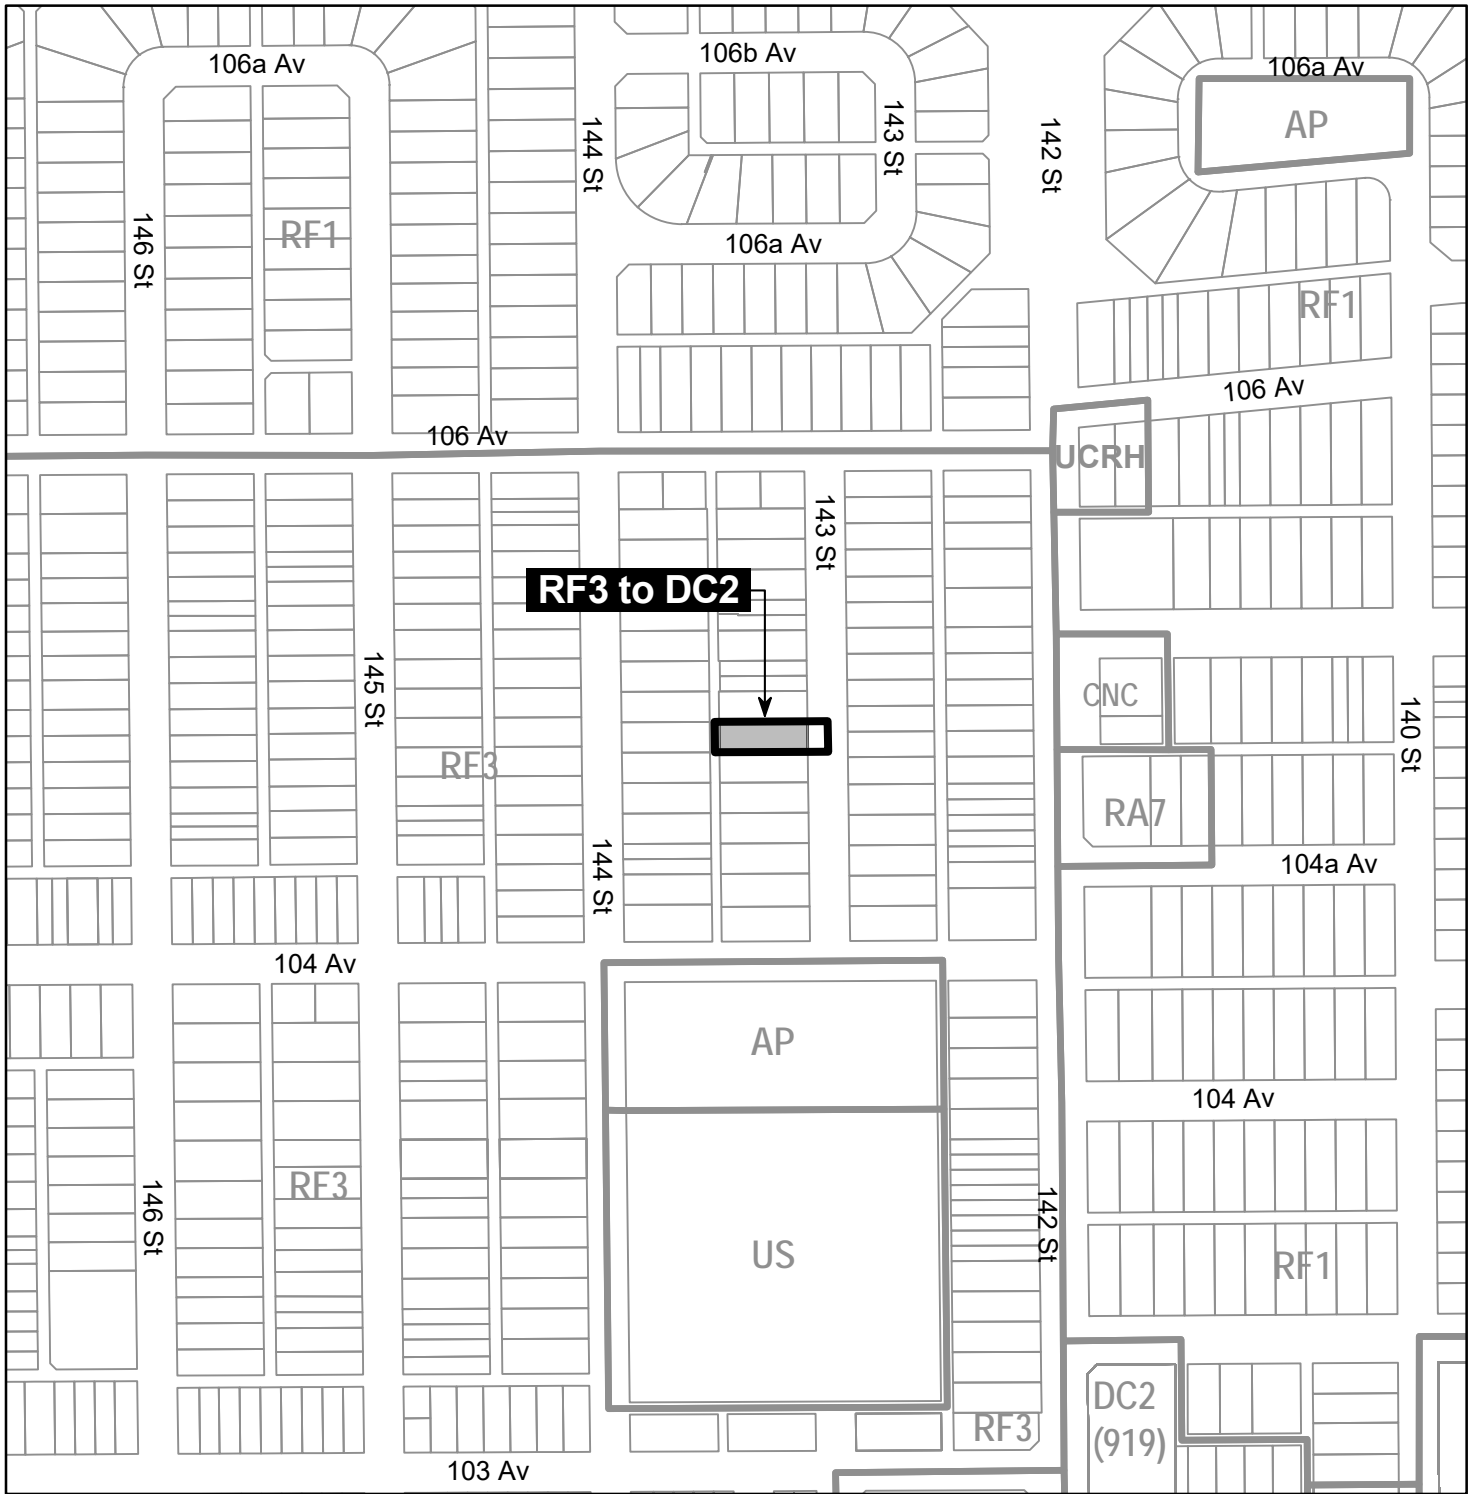 106a Av
106b Av
106a Av
AP
144 St
143 St
142 St
146 St
RF1
106a Av
RF1
106 Av
106 Av
UCRH
143 St
RF3 to DC2
145 St
CNC
140 St
RF3
RA7
144 St
104a Av
104 Av
AP
104 Av
RF3
146 St
142 St
US
RF1
DC2
(919)
RF3
103 Av